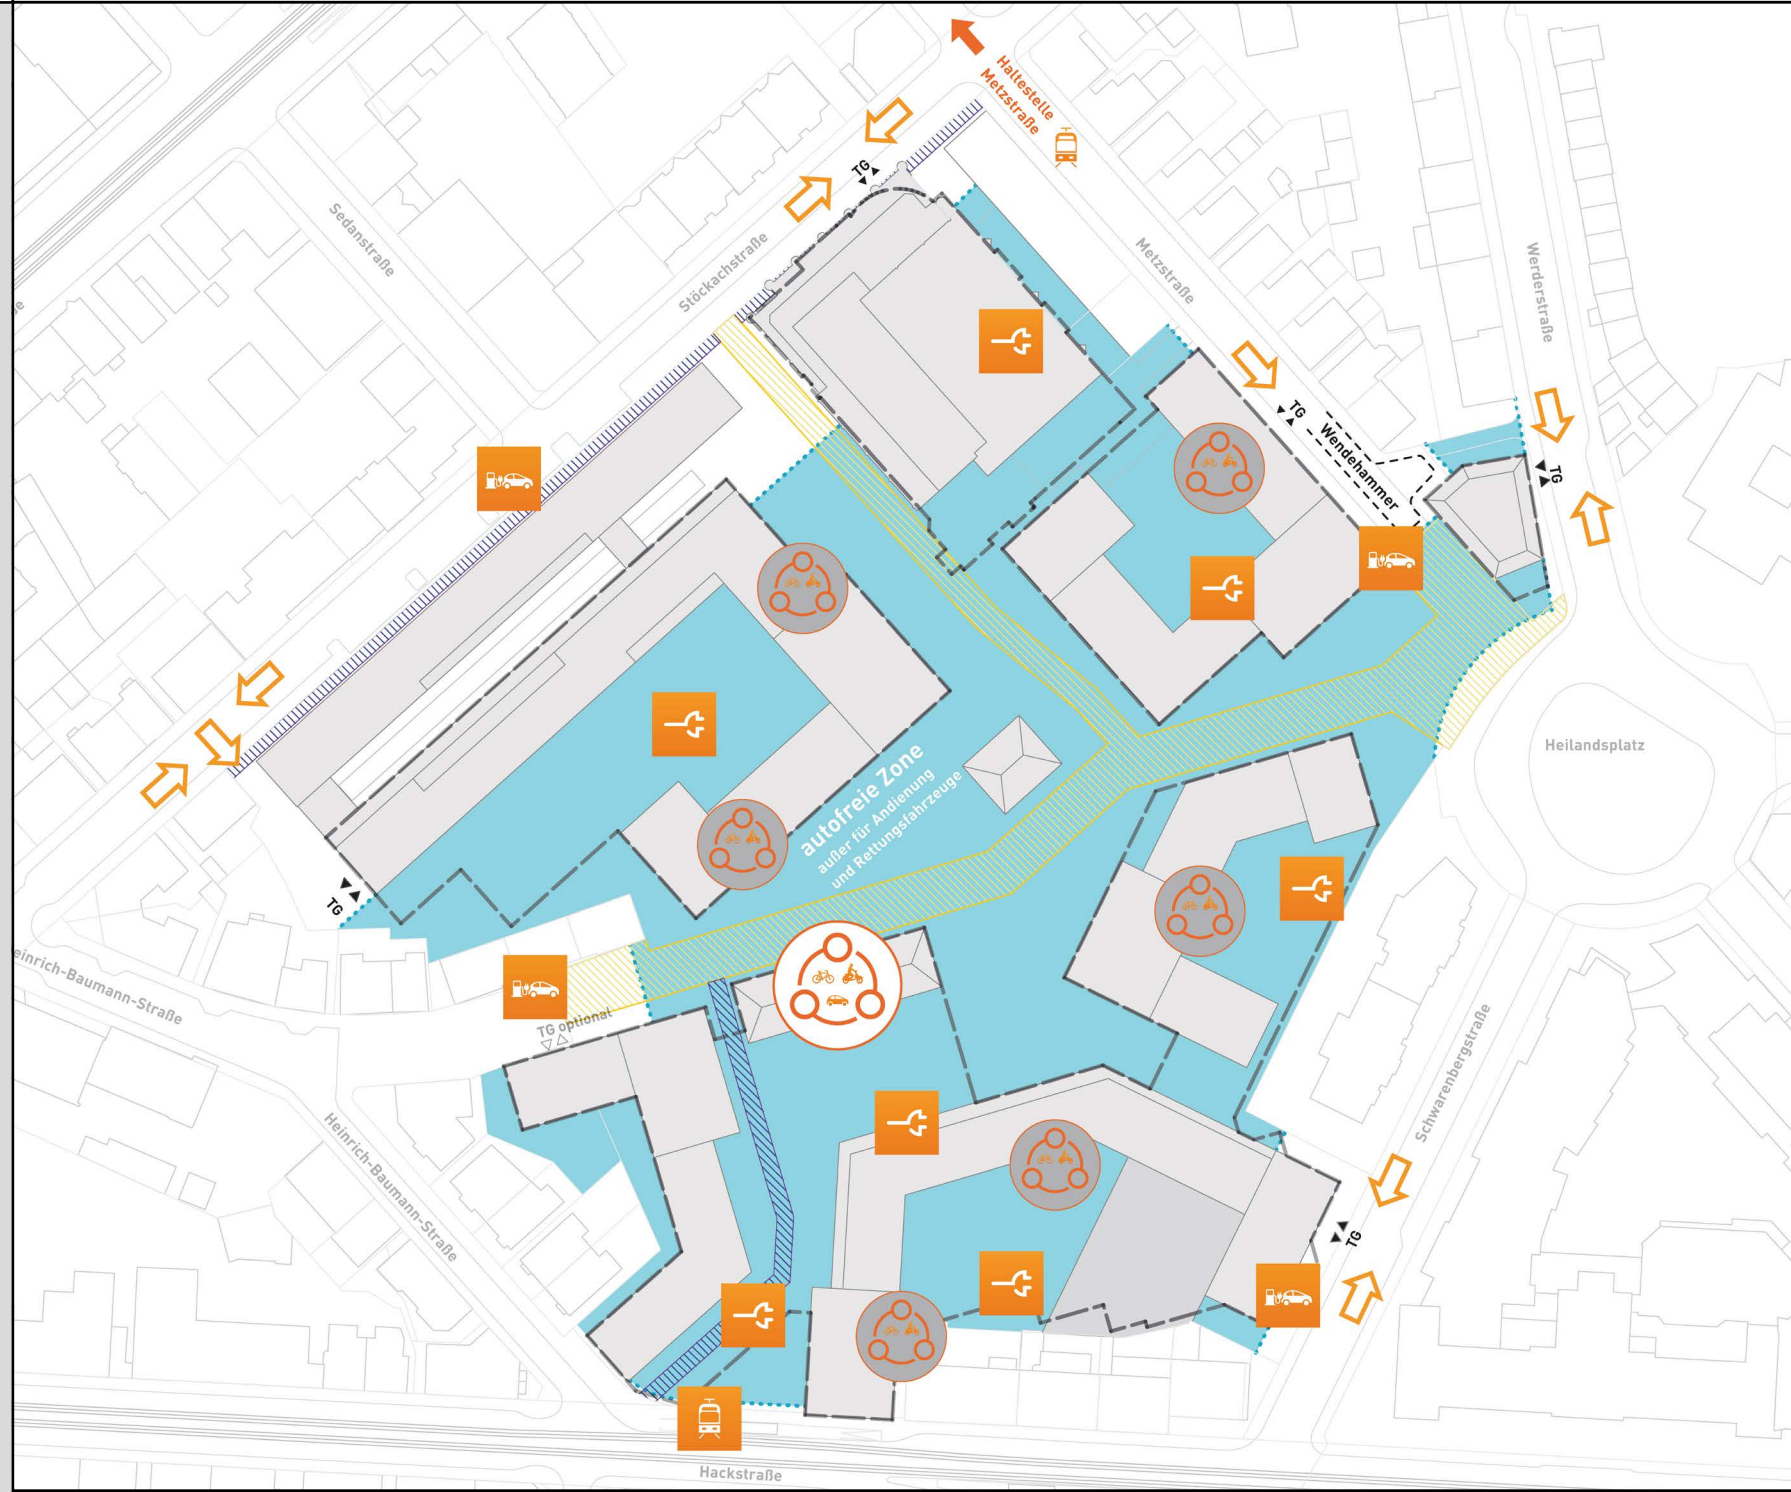 Haltestelle
Metzstraße
TG
Sedanstraße
Stöckachstraße
Metzstraße
Werderstraße
TG
Wendehammer
TG
Heilandsplatz
autofreie Zone
außer für Andienung
und Rettungsfahrzeuge
TG
einrich-Baumann-Straße
TG optional
Heinrich-Baumann-Straße
Schwarenbergstraße
TG
Hackstraße